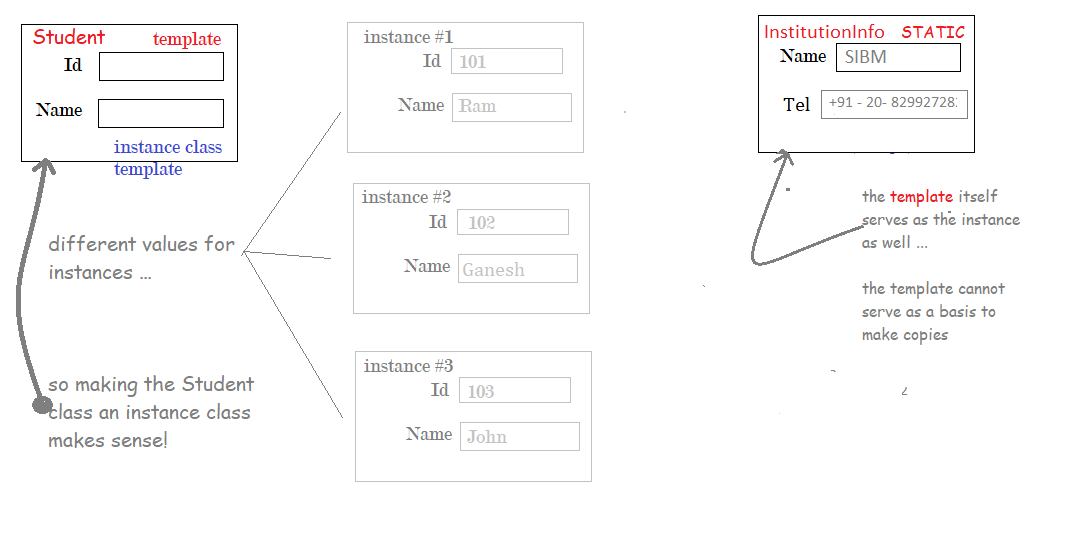 Student
template
Id
Name
instance class
template
different values for
instances ...
so making the Student
class an instance class
makes sense!
instance #1
Id 101
Name Ram
instance #2
Id 102
Name Ganesh
instance #3
Id 103
Name John
InstitutionInfo STATIC
Name SIBM
Tel +91 - 20- 8299272
the template itself
serves as the instance
as well ...
the template cannot
serve as a basis to
make copies